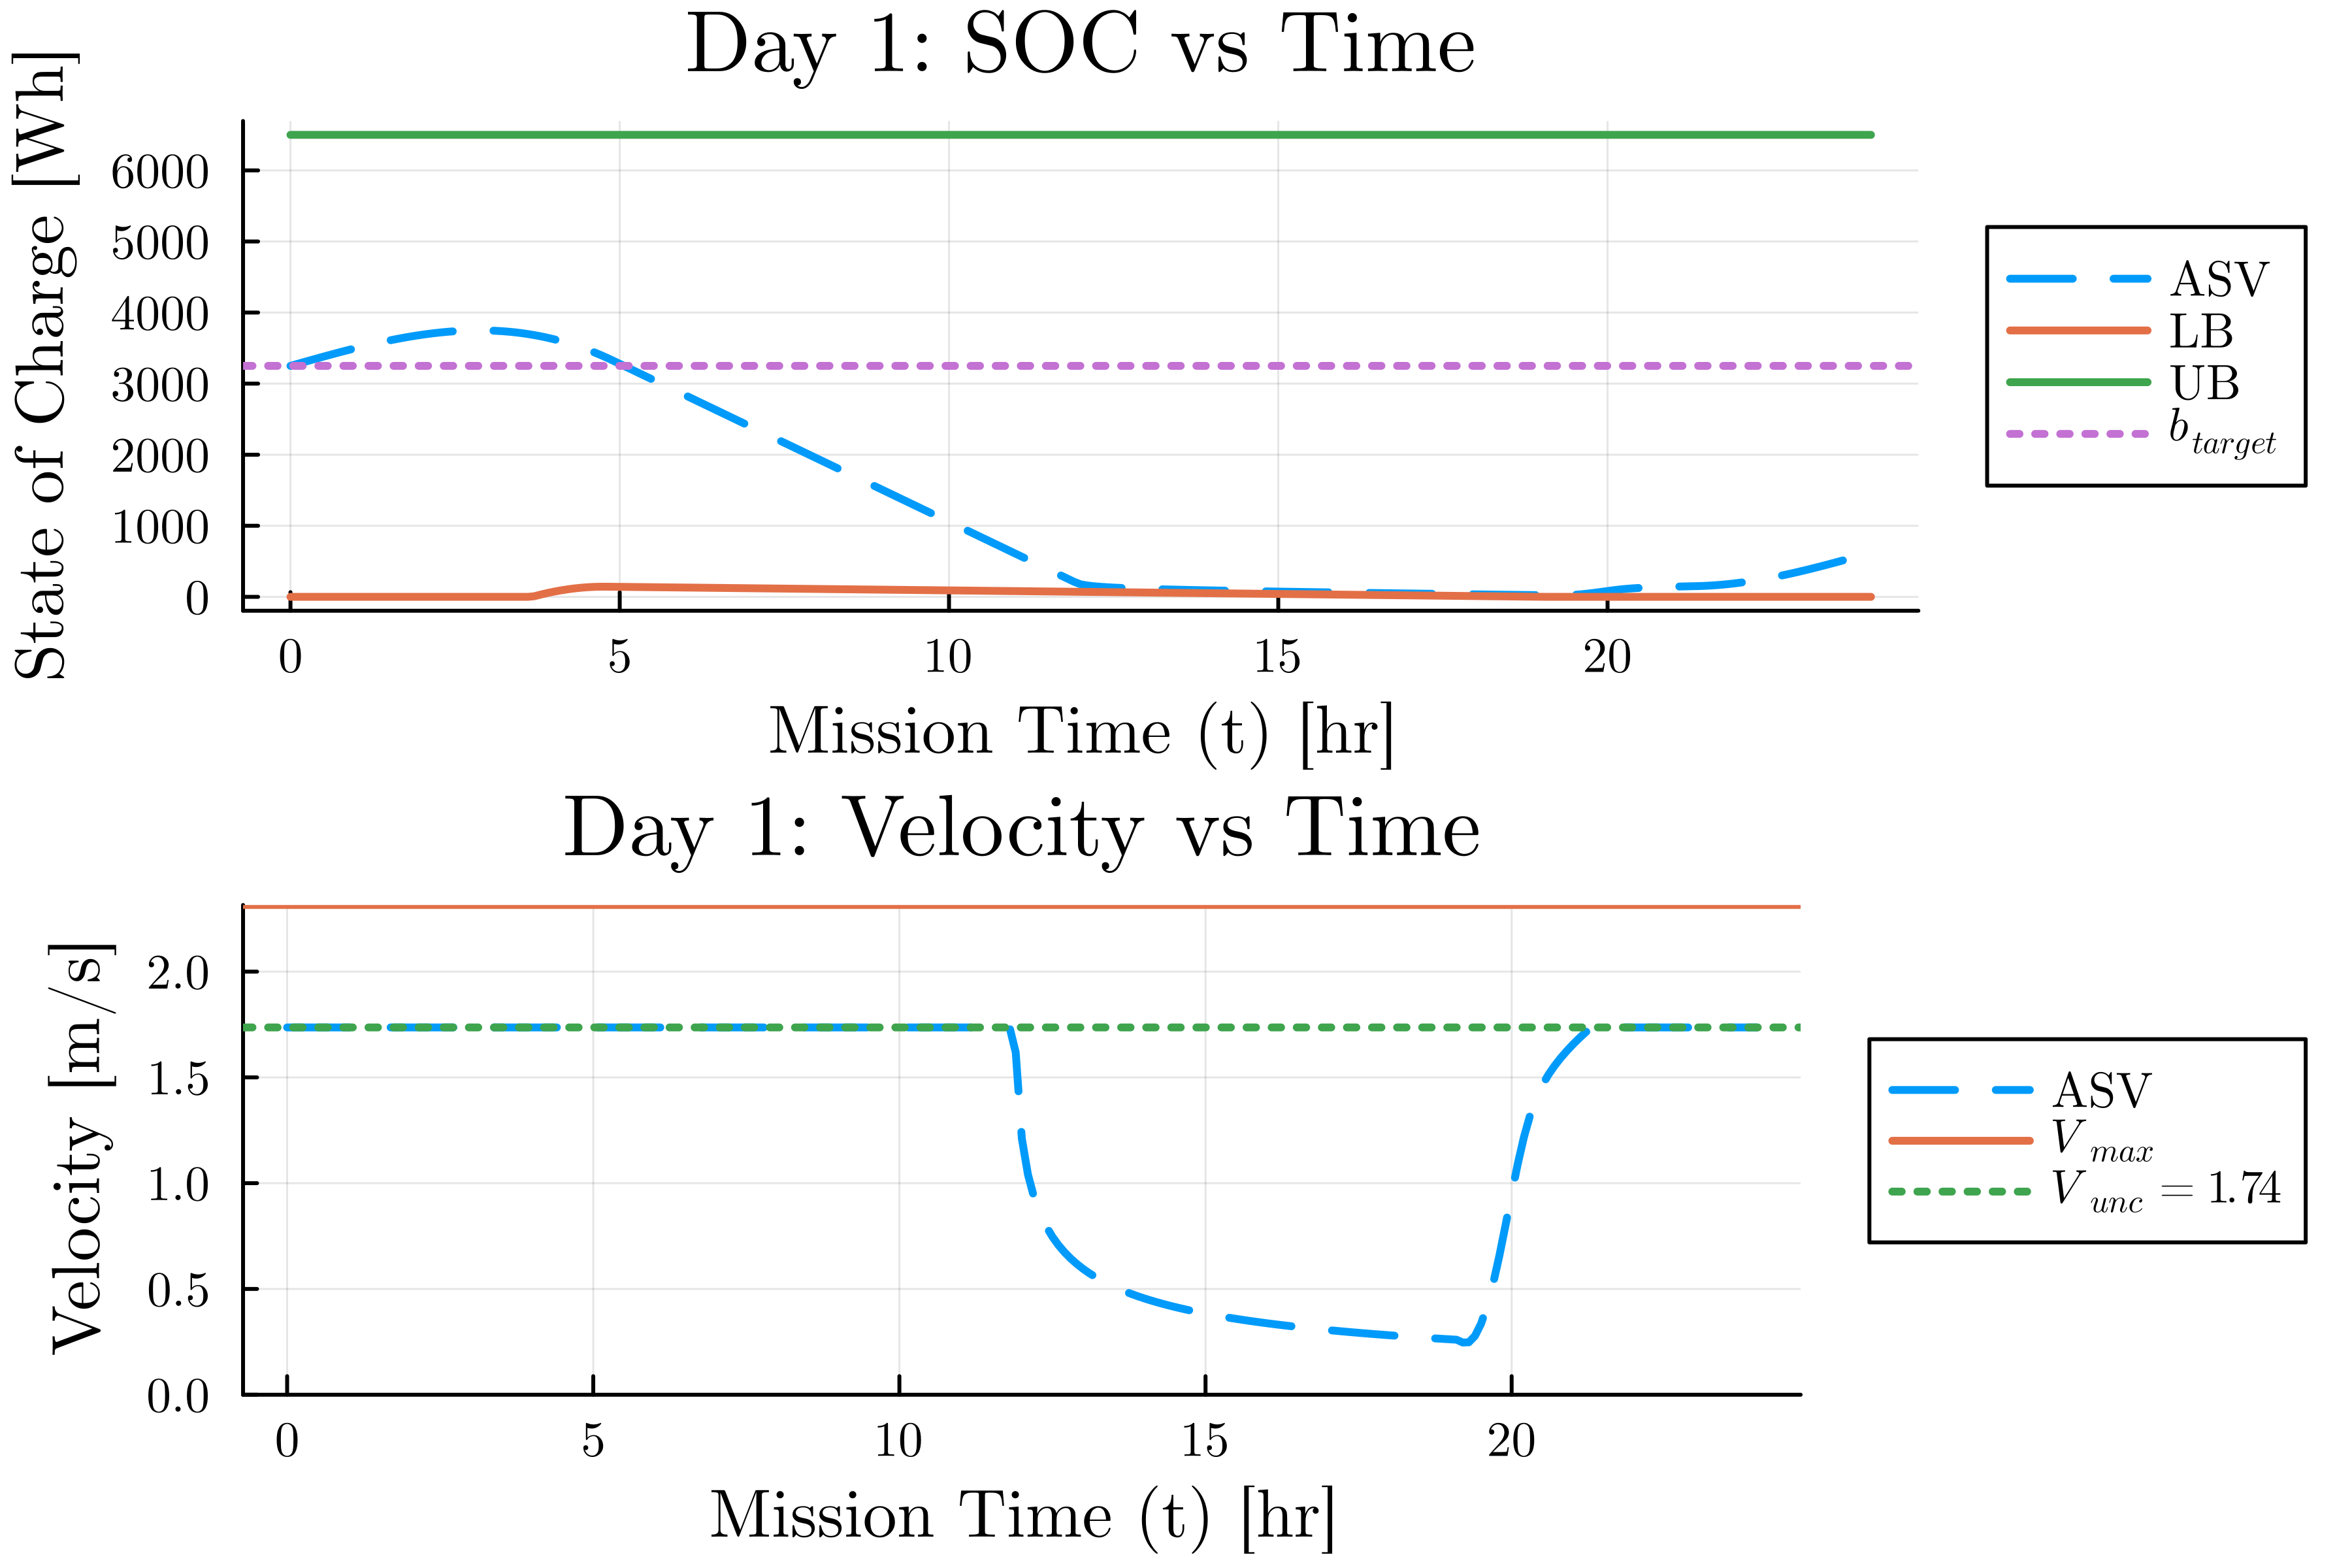 Day 1: SOC vs Time
State of Charge [Wh]
6000
5000
4000
3000
2000
1000
0
0 5 10 15 20
Mission Time (t) [hr]
ASV
LB
UB
b_target
Day 1: Velocity vs Time
Velocity [m/s]
2.0
1.5
1.0
0.5
0.0
0 5 10 15 20
Mission Time (t) [hr]
ASV
V_max
V_unc = 1.74